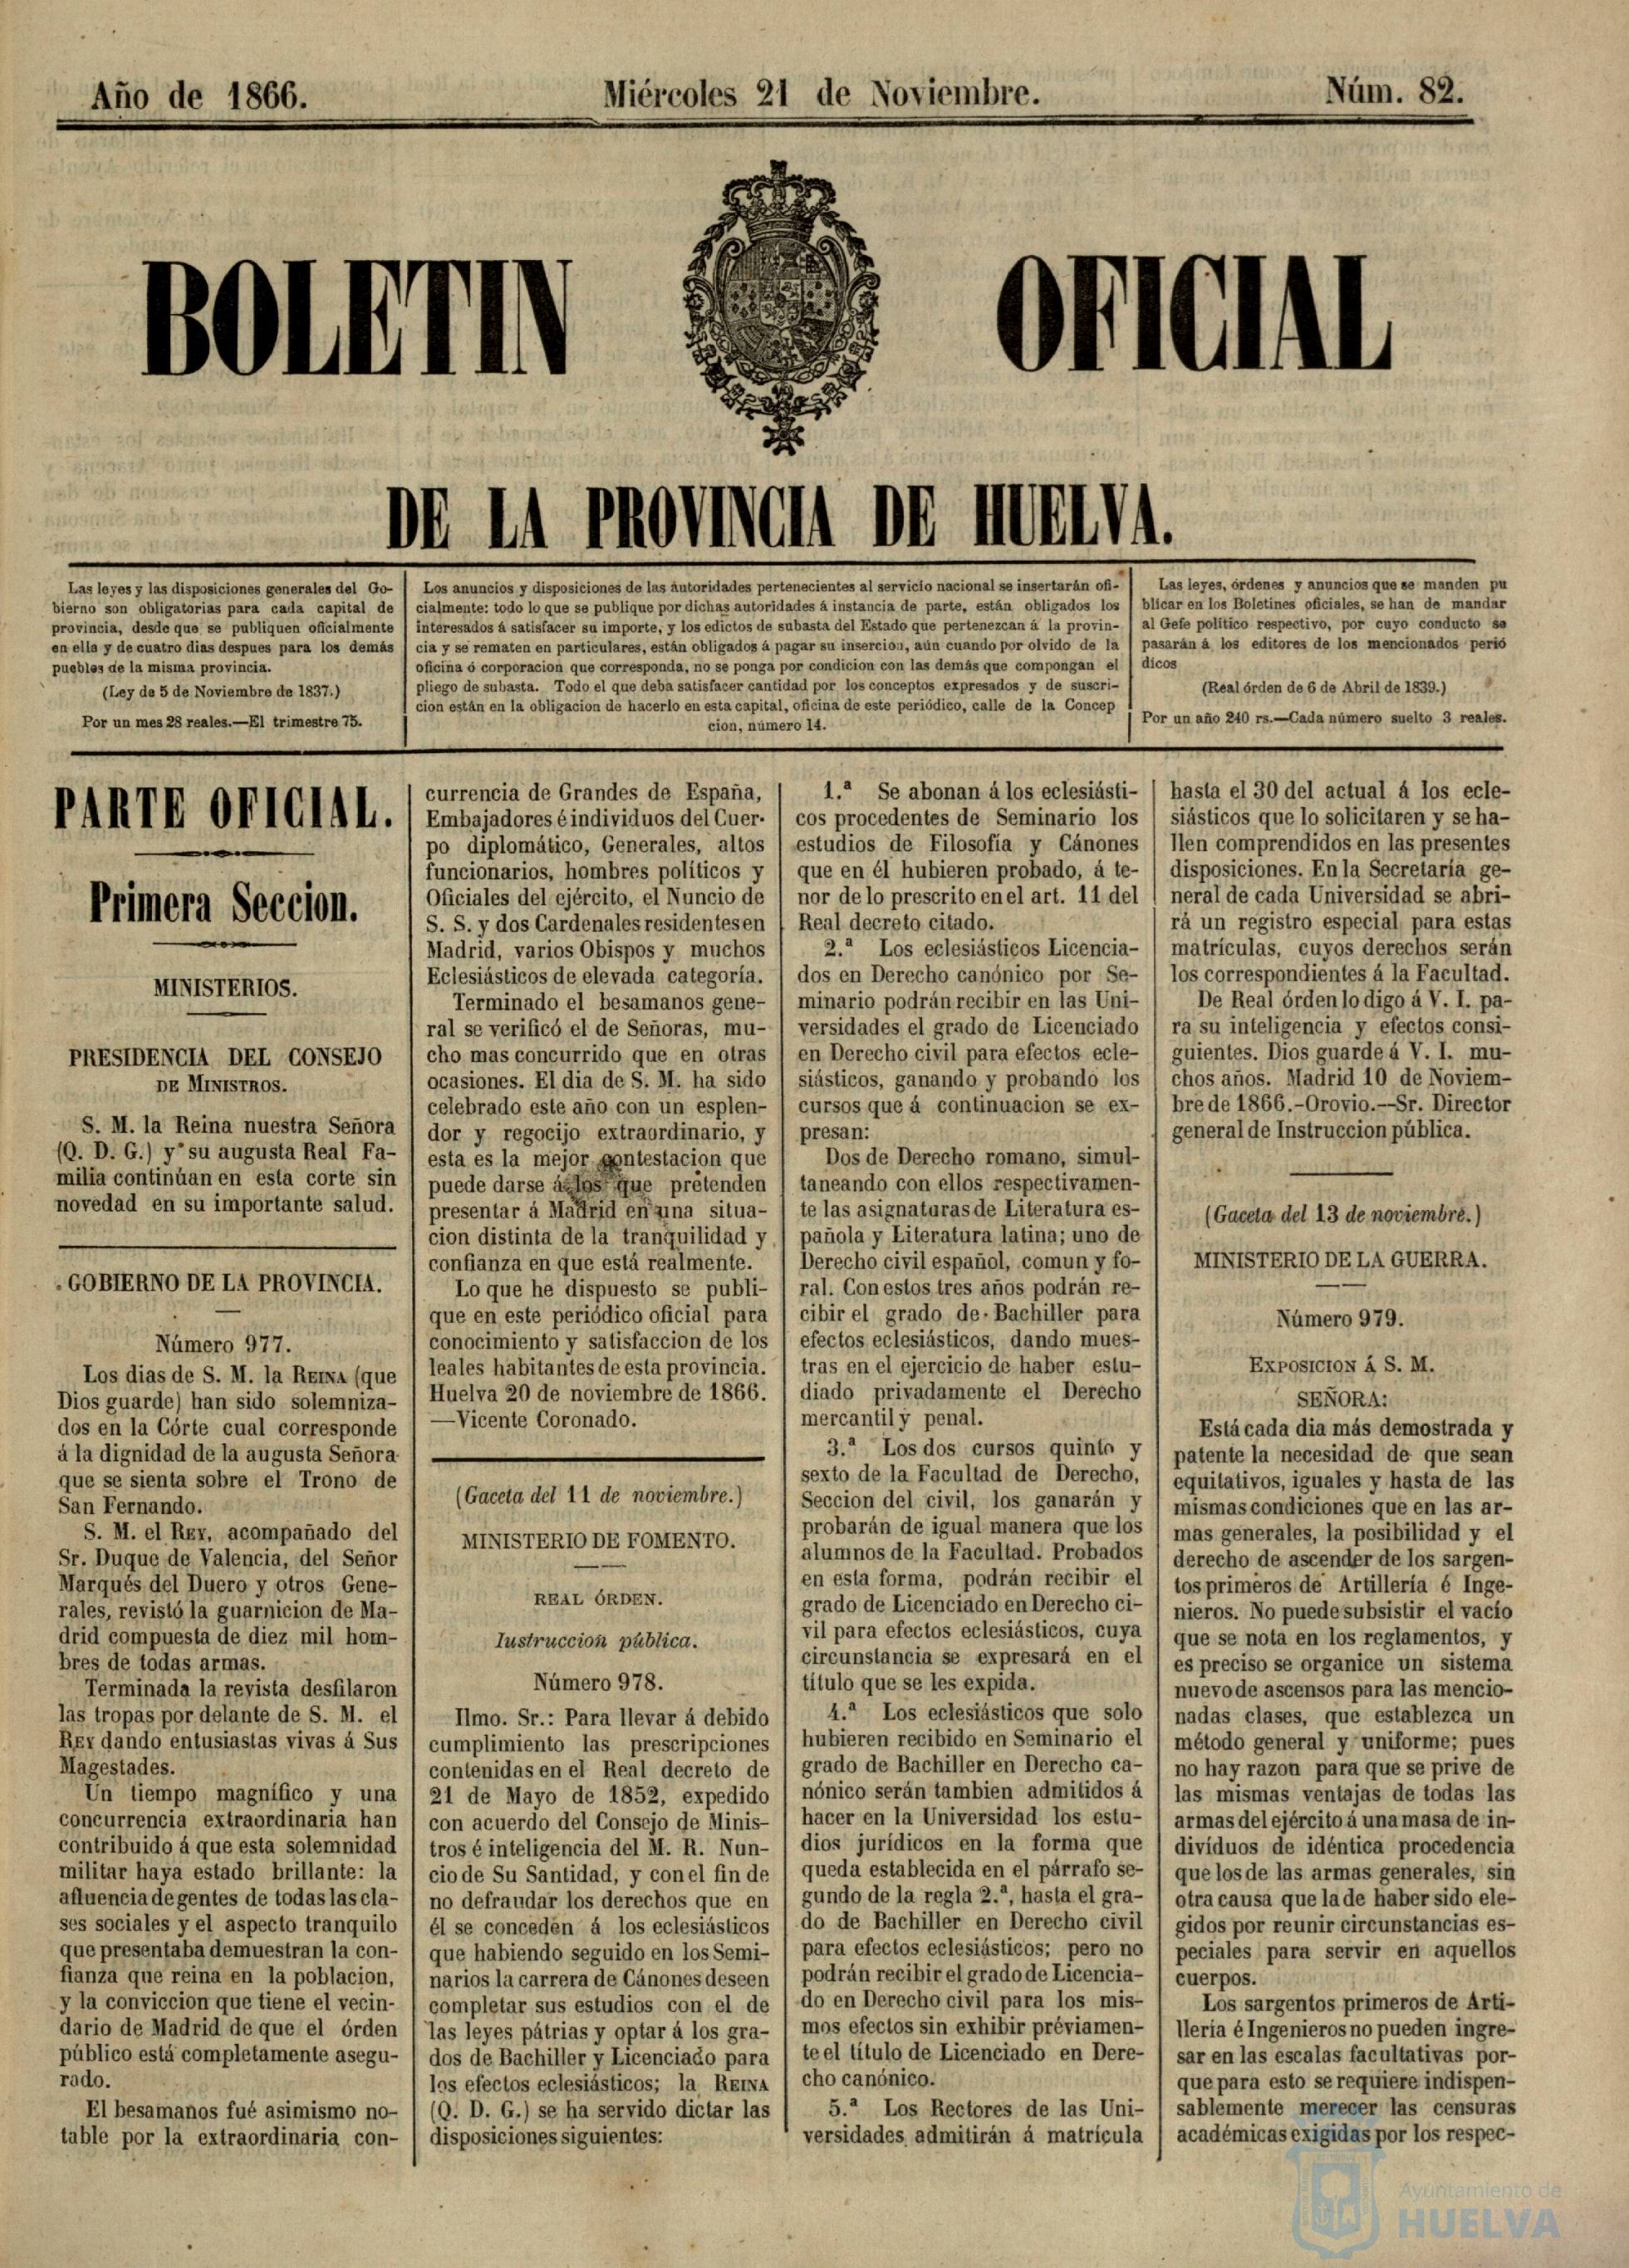 Año de 1866.
Miércoles 21 de Noviembre.
Núm. 82.
BOLETIN OFICIAL
DE LA PROVINCIA DE HUELVA.
Las leyes y las disposiciones generales del Go-
bierno son obligatorias para cada capital de
provincia, desde que se publiquen oficialmente
en ella y de cuatro dias despues para los demás
pueblos de la misma provincia.
(Ley de 5 de Noviembre de 1837.)
Por un mes 28 reales.—El trimestre 75.
Los anuncios y disposiciones de las autoridades pertenecientes al servicio nacional se insertarán ofi-
cialmente: todo lo que se publique por dichas autoridades á instancia de parte, están obligados los
interesados á satisfacer su importe, y los edictos de subasta del Estado que pertenezcan á la provin-
cia y se rematen en particulares, están obligados á pagar su insercion, aún cuando por olvido de la
oficina ó corporacion que corresponda, no se ponga por condicion con las demás que compongan el
pliego de subasta. Todo el que deba satisfacer cantidad por los conceptos expresados y de suscri-
cion están en la obligacion de hacerlo en esta capital, oficina de este periódico, calle de la Concep
cion, número 14.
Las leyes, órdenes y anuncios que se manden pu
blicar en los Boletines oficiales, se han de mandar
al Gefe político respectivo, por cuyo conducto se
pasarán á los editores de los mencionados perió
dicos
(Real órden de 6 de Abril de 1839.)
Por un año 240 rs.—Cada número suelto 3 reales.
PARTE OFICIAL.
Primera Seccion.
MINISTERIOS.
PRESIDENCIA DEL CONSEJO
DE MINISTROS.
S. M. la Reina nuestra Señora
(Q. D. G.) y su augusta Real Fa-
milia continúan en esta corte sin
novedad en su importante salud.
GOBIERNO DE LA PROVINCIA.
Número 977.
Los dias de S. M. la REINA (que
Dios guarde) han sido solemniza-
dos en la Córte cual corresponde
á la dignidad de la augusta Señora
que se sienta sobre el Trono de
San Fernando.
S. M. el REY, acompañado del
Sr. Duque de Valencia, del Señor
Marqués del Duero y otros Gene-
rales, revistó la guarnicion de Ma-
drid compuesta de diez mil hom-
bres de todas armas.
Terminada la revista desfilaron
las tropas por delante de S. M. el
REY dando entusiastas vivas á Sus
Magestades.
Un tiempo magnífico y una
concurrencia extraordinaria han
contribuido á que esta solemnidad
militar haya estado brillante: la
afluencia de gentes de todas las cla-
ses sociales y el aspecto tranquilo
que presentaba demuestran la con-
fianza que reina en la poblacion,
y la conviccion que tiene el vecin-
dario de Madrid de que el órden
público está completamente asegu-
rado.
El besamanos fué asimismo no-
table por la extraordinaria con-
currencia de Grandes de España,
Embajadores é individuos del Cuer-
po diplomático, Generales, altos
funcionarios, hombres políticos y
Oficiales del ejército, el Nuncio de
S. S. y dos Cardenales residentes en
Madrid, varios Obispos y muchos
Eclesiásticos de elevada categoría.
Terminado el besamanos gene-
ral se verificó el de Señoras, mu-
cho mas concurrido que en otras
ocasiones. El dia de S. M. ha sido
celebrado este año con un esplen-
dor y regocijo extraordinario, y
esta es la mejor contestacion que
puede darse á los que pretenden
presentar á Madrid en una situa-
cion distinta de la tranquilidad y
confianza en que está realmente.
Lo que he dispuesto se publi-
que en este periódico oficial para
conocimiento y satisfaccion de los
leales habitantes de esta provincia.
Huelva 20 de noviembre de 1866.
—Vicente Coronado.
(Gaceta del 11 de noviembre.)
MINISTERIO DE FOMENTO.
REAL ÓRDEN.
Iustruccion pública.
Número 978.
Ilmo. Sr.: Para llevar á debido
cumplimiento las prescripciones
contenidas en el Real decreto de
21 de Mayo de 1852, expedido
con acuerdo del Consejo de Minis-
tros é inteligencia del M. R. Nun-
cio de Su Santidad, y con el fin de
no defraudar los derechos que en
él se conceden á los eclesiásticos
que habiendo seguido en los Semi-
narios la carrera de Cánones deseen
completar sus estudios con el de
las leyes pátrias y optar á los gra-
dos de Bachiller y Licenciado para
los efectos eclesiásticos; la REINA
(Q. D. G.) se ha servido dictar las
disposiciones siguientes:
1.ª Se abonan á los eclesiásti-
cos procedentes de Seminario los
estudios de Filosofía y Cánones
que en él hubieren probado, á te-
nor de lo prescrito en el art. 11 del
Real decreto citado.
2.ª Los eclesiásticos Licencia-
dos en Derecho canónico por Se-
minario podrán recibir en las Uni-
versidades el grado de Licenciado
en Derecho civil para efectos ecle-
siásticos, ganando y probando los
cursos que á continuacion se ex-
presan:
Dos de Derecho romano, simul-
taneando con ellos respectivamen-
te las asignaturas de Literatura es-
pañola y Literatura latina; uno de
Derecho civil español, comun y fo-
ral. Con estos tres años podrán re-
cibir el grado de Bachiller para
efectos eclesiásticos, dando mues-
tras en el ejercicio de haber estu-
diado privadamente el Derecho
mercantil y penal.
3.ª Los dos cursos quinto y
sexto de la Facultad de Derecho,
Seccion del civil, los ganarán y
probarán de igual manera que los
alumnos de la Facultad. Probados
en esta forma, podrán recibir el
grado de Licenciado en Derecho ci-
vil para efectos eclesiásticos, cuya
circunstancia se expresará en el
título que se les expida.
4.ª Los eclesiásticos que solo
hubieren recibido en Seminario el
grado de Bachiller en Derecho ca-
nónico serán tambien admitidos á
hacer en la Universidad los estu-
dios jurídicos en la forma que
queda establecida en el párrafo se-
gundo de la regla 2.ª, hasta el gra-
do de Bachiller en Derecho civil
para efectos eclesiásticos; pero no
podrán recibir el grado de Licencia-
do en Derecho civil para los mis-
mos efectos sin exhibir préviamen-
te el título de Licenciado en Dere-
cho canónico.
5.ª Los Rectores de las Uni-
versidades admitirán á matrícula
hasta el 30 del actual á los ecle-
siásticos que lo solicitaren y se ha-
llen comprendidos en las presentes
disposiciones. En la Secretaría ge-
neral de cada Universidad se abri-
rá un registro especial para estas
matrículas, cuyos derechos serán
los correspondientes á la Facultad.
De Real órden lo digo á V. I. pa-
ra su inteligencia y efectos consi-
guientes. Dios guarde á V. I. mu-
chos años. Madrid 10 de Noviem-
bre de 1866.-Orovio.—Sr. Director
general de Instruccion pública.
(Gaceta del 13 de noviembre.)
MINISTERIO DE LA GUERRA.
Número 979.
EXPOSICION Á S. M.
SEÑORA:
Está cada dia más demostrada y
patente la necesidad de que sean
equitativos, iguales y hasta de las
mismas condiciones que en las ar-
mas generales, la posibilidad y el
derecho de ascender de los sargen-
tos primeros de Artillería é Inge-
nieros. No puede subsistir el vacío
que se nota en los reglamentos, y
es preciso se organice un sistema
nuevo de ascensos para las mencio-
nadas clases, que establezca un
método general y uniforme; pues
no hay razon para que se prive de
las mismas ventajas de todas las
armas del ejército á una masa de in-
divíduos de idéntica procedencia
que los de las armas generales, sin
otra causa que la de haber sido ele-
gidos por reunir circunstancias es-
peciales para servir en aquellos
cuerpos.
Los sargentos primeros de Arti-
llería é Ingenieros no pueden ingre-
sar en las escalas facultativas por-
que para esto se requiere indispen-
sablemente merecer las censuras
académicas exigidas por los respec-
Ayuntamiento de
HUELVA